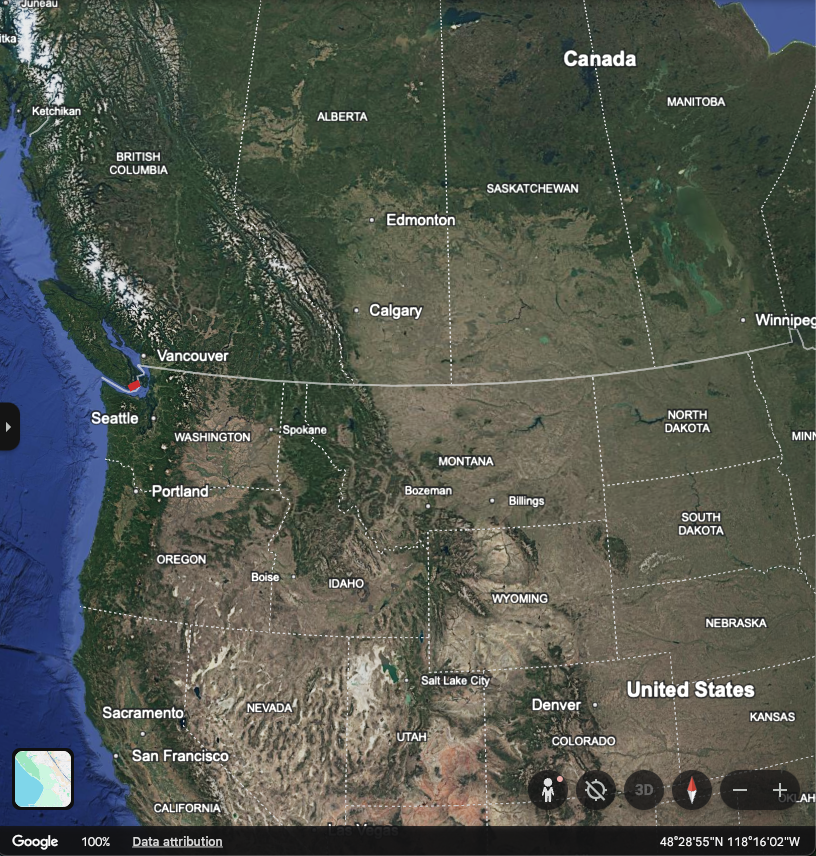 Juneau
itka
Canada
MANITOBA
Ketchikan
ALBERTA
BRITISH
COLUMBIA
SASKATCHEWAN
Edmonton
Calgary
Winnipeg
Vancouver
Seattle
WASHINGTON
Spokane
NORTH
DAKOTA
MINN
MONTANA
Portland
Bozeman
Billings
SOUTH
DAKOTA
OREGON
Boise
IDAHO
WYOMING
NEBRASKA
Salt Lake City
United States
Sacramento
NEVADA
Denver
KANSAS
UTAH
COLORADO
San Francisco
3D
OKLAH
CALIFORNIA
Las Vegas
Google
100%
Data attribution
48°28'55"N 118°16'02"W